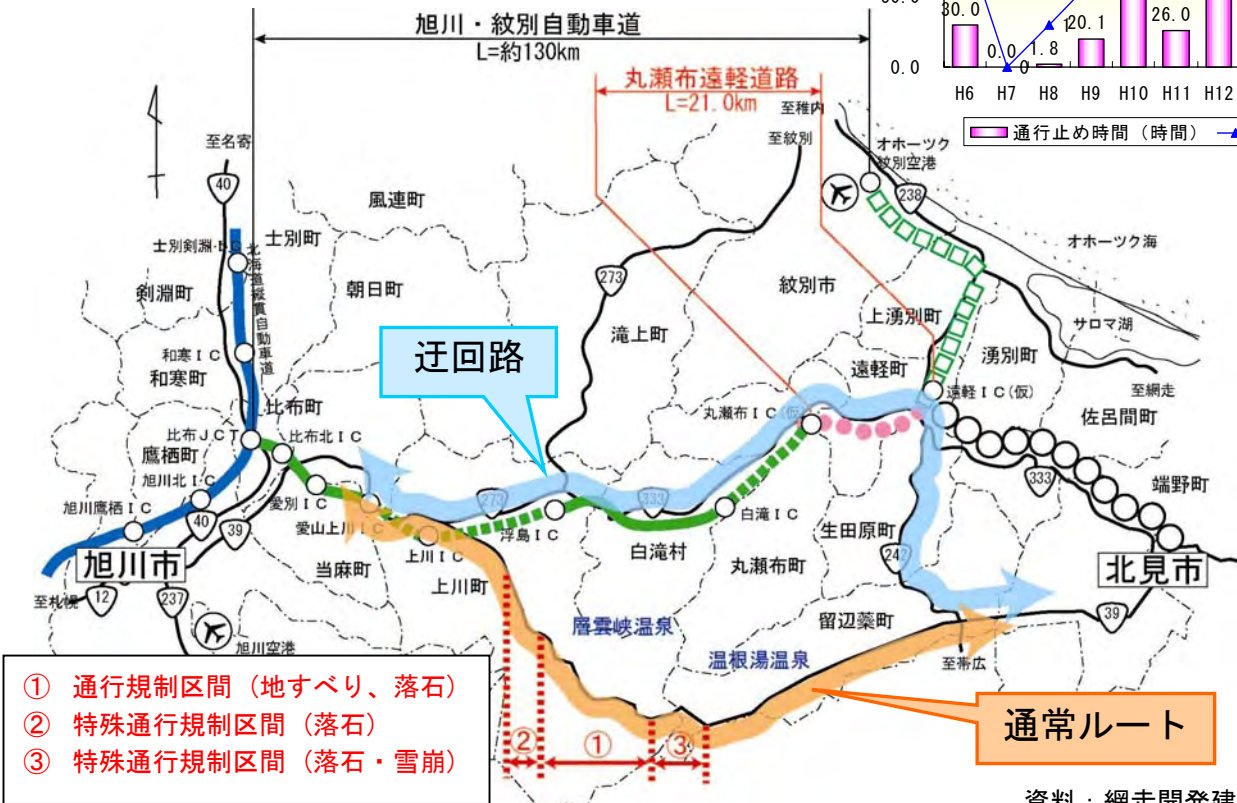 旭川・紋別自動車道
L=約130km
丸瀬布遠軽道路
L=21.0km
30.0
0.0
0
1.8
1
20.1
26.0
0.0
H6 H7 H8 H9 H10 H11 H12
通行止め時間（時間）
至稚内
至紋別
オホーツク
紋別空港
238
オホーツク海
サロマ湖
至網走
至名寄
40
風連町
士別町
士別剣淵IC
北海道縦貫自動車道
剣淵町
朝日町
和寒IC
和寒町
273
滝上町
紋別市
上湧別町
湧別町
遠軽町
遠軽IC(仮)
佐呂間町
迂回路
比布町
比布JCT
比布北IC
鷹栖町
旭川北IC
旭川鷹栖IC
愛別IC
愛山上川IC
上川IC
273
浮島IC
333
白滝IC
丸瀬布IC(仮)
333
端野町
40
39
旭川市
至札幌
12
237
旭川空港
当麻町
上川町
白滝村
丸瀬布町
生田原町
242
北見市
39
留辺蘂町
至帯広
層雲峡温泉
温根湯温泉
通常ルート
① 通行規制区間（地すべり、落石）
② 特殊通行規制区間（落石）
③ 特殊通行規制区間（落石・雪崩）
② ① ③